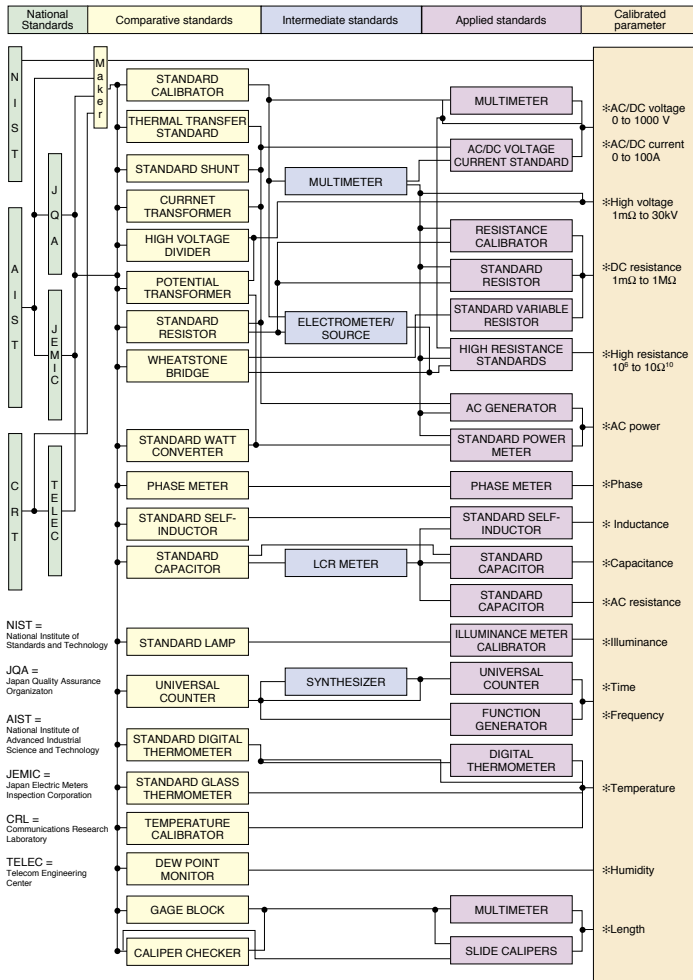 National
Standards
Comparative standards
Intermediate standards
Applied standards
Calibrated
parameter
N
I
S
T
A
I
S
T
C
R
T
J
Q
A
J
E
M
I
C
T
E
L
E
C
M
a
k
e
r
STANDARD
CALIBRATOR
THERMAL TRANSFER
STANDARD
STANDARD SHUNT
CURRNET
TRANSFORMER
HIGH VOLTAGE
DIVIDER
POTENTIAL
TRANSFORMER
STANDARD
RESISTOR
WHEATSTONE
BRIDGE
STANDARD WATT
CONVERTER
PHASE METER
STANDARD SELF-
INDUCTOR
STANDARD
CAPACITOR
STANDARD LAMP
UNIVERSAL
COUNTER
STANDARD DIGITAL
THERMOMETER
STANDARD GLASS
THERMOMETER
TEMPERATURE
CALIBRATOR
DEW POINT
MONITOR
GAGE BLOCK
CALIPER CHECKER
MULTIMETER
ELECTROMETER/
SOURCE
LCR METER
SYNTHESIZER
MULTIMETER
AC/DC VOLTAGE
CURRENT STANDARD
RESISTANCE
CALIBRATOR
STANDARD
RESISTOR
STANDARD VARIABLE
RESISTOR
HIGH RESISTANCE
STANDARDS
AC GENERATOR
STANDARD POWER
METER
PHASE METER
STANDARD SELF-
INDUCTOR
STANDARD
CAPACITOR
STANDARD
CAPACITOR
ILLUMINANCE METER
CALIBRATOR
UNIVERSAL
COUNTER
FUNCTION
GENERATOR
DIGITAL
THERMOMETER
MULTIMETER
SLIDE CALIPERS
✻AC/DC voltage
0 to 1000 V
✻AC/DC current
0 to 100A
✻High voltage
1mΩ to 30kV
✻DC resistance
1mΩ to 1MΩ
✻High resistance
10⁶ to 10Ω¹⁰
✻AC power
✻Phase
✻ Inductance
✻Capacitance
✻AC resistance
✻Illuminance
✻Time
✻Frequency
✻Temperature
✻Humidity
✻Length
NIST =
National Institute of
Standards and Technology
JQA =
Japan Quality Assurance
Organizaton
AIST =
National Institute of
Advanced Industrial
Science and Technology
JEMIC =
Japan Electric Meters
Inspection Corporation
CRL =
Communications Research
Laboratory
TELEC =
Telecom Engineering
Center